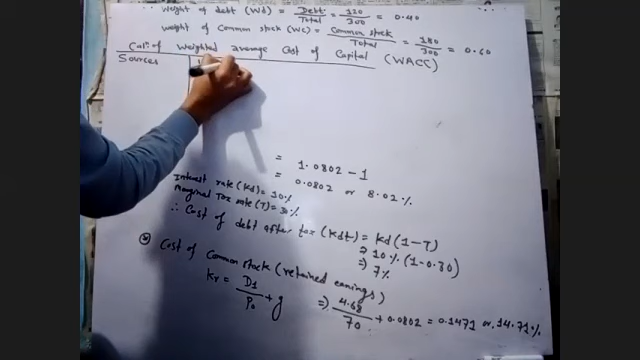 Weight of debt (Wd) = Debt/Total = 120/300 = 0.40
Weight of Common stock (Wc) = Common stock/Total = 180/300 = 0.60
Cal. of Weighted average Cost of Capital (WACC)
Sources
= 1.0802 - 1
= 0.0802 or 8.02%
Interest rate (Kd) = 10%
Marginal Tax rate (T) = 30%
∴ Cost of debt after tax (Kdt) = Kd (1-T)
⇒ 10% (1-0.30)
⇒ 7%
Cost of Common stock (retained earnings)
Kr = D1/P0 + g ⇒ 4.68/70 + 0.0802 = 0.1471 or 14.71%